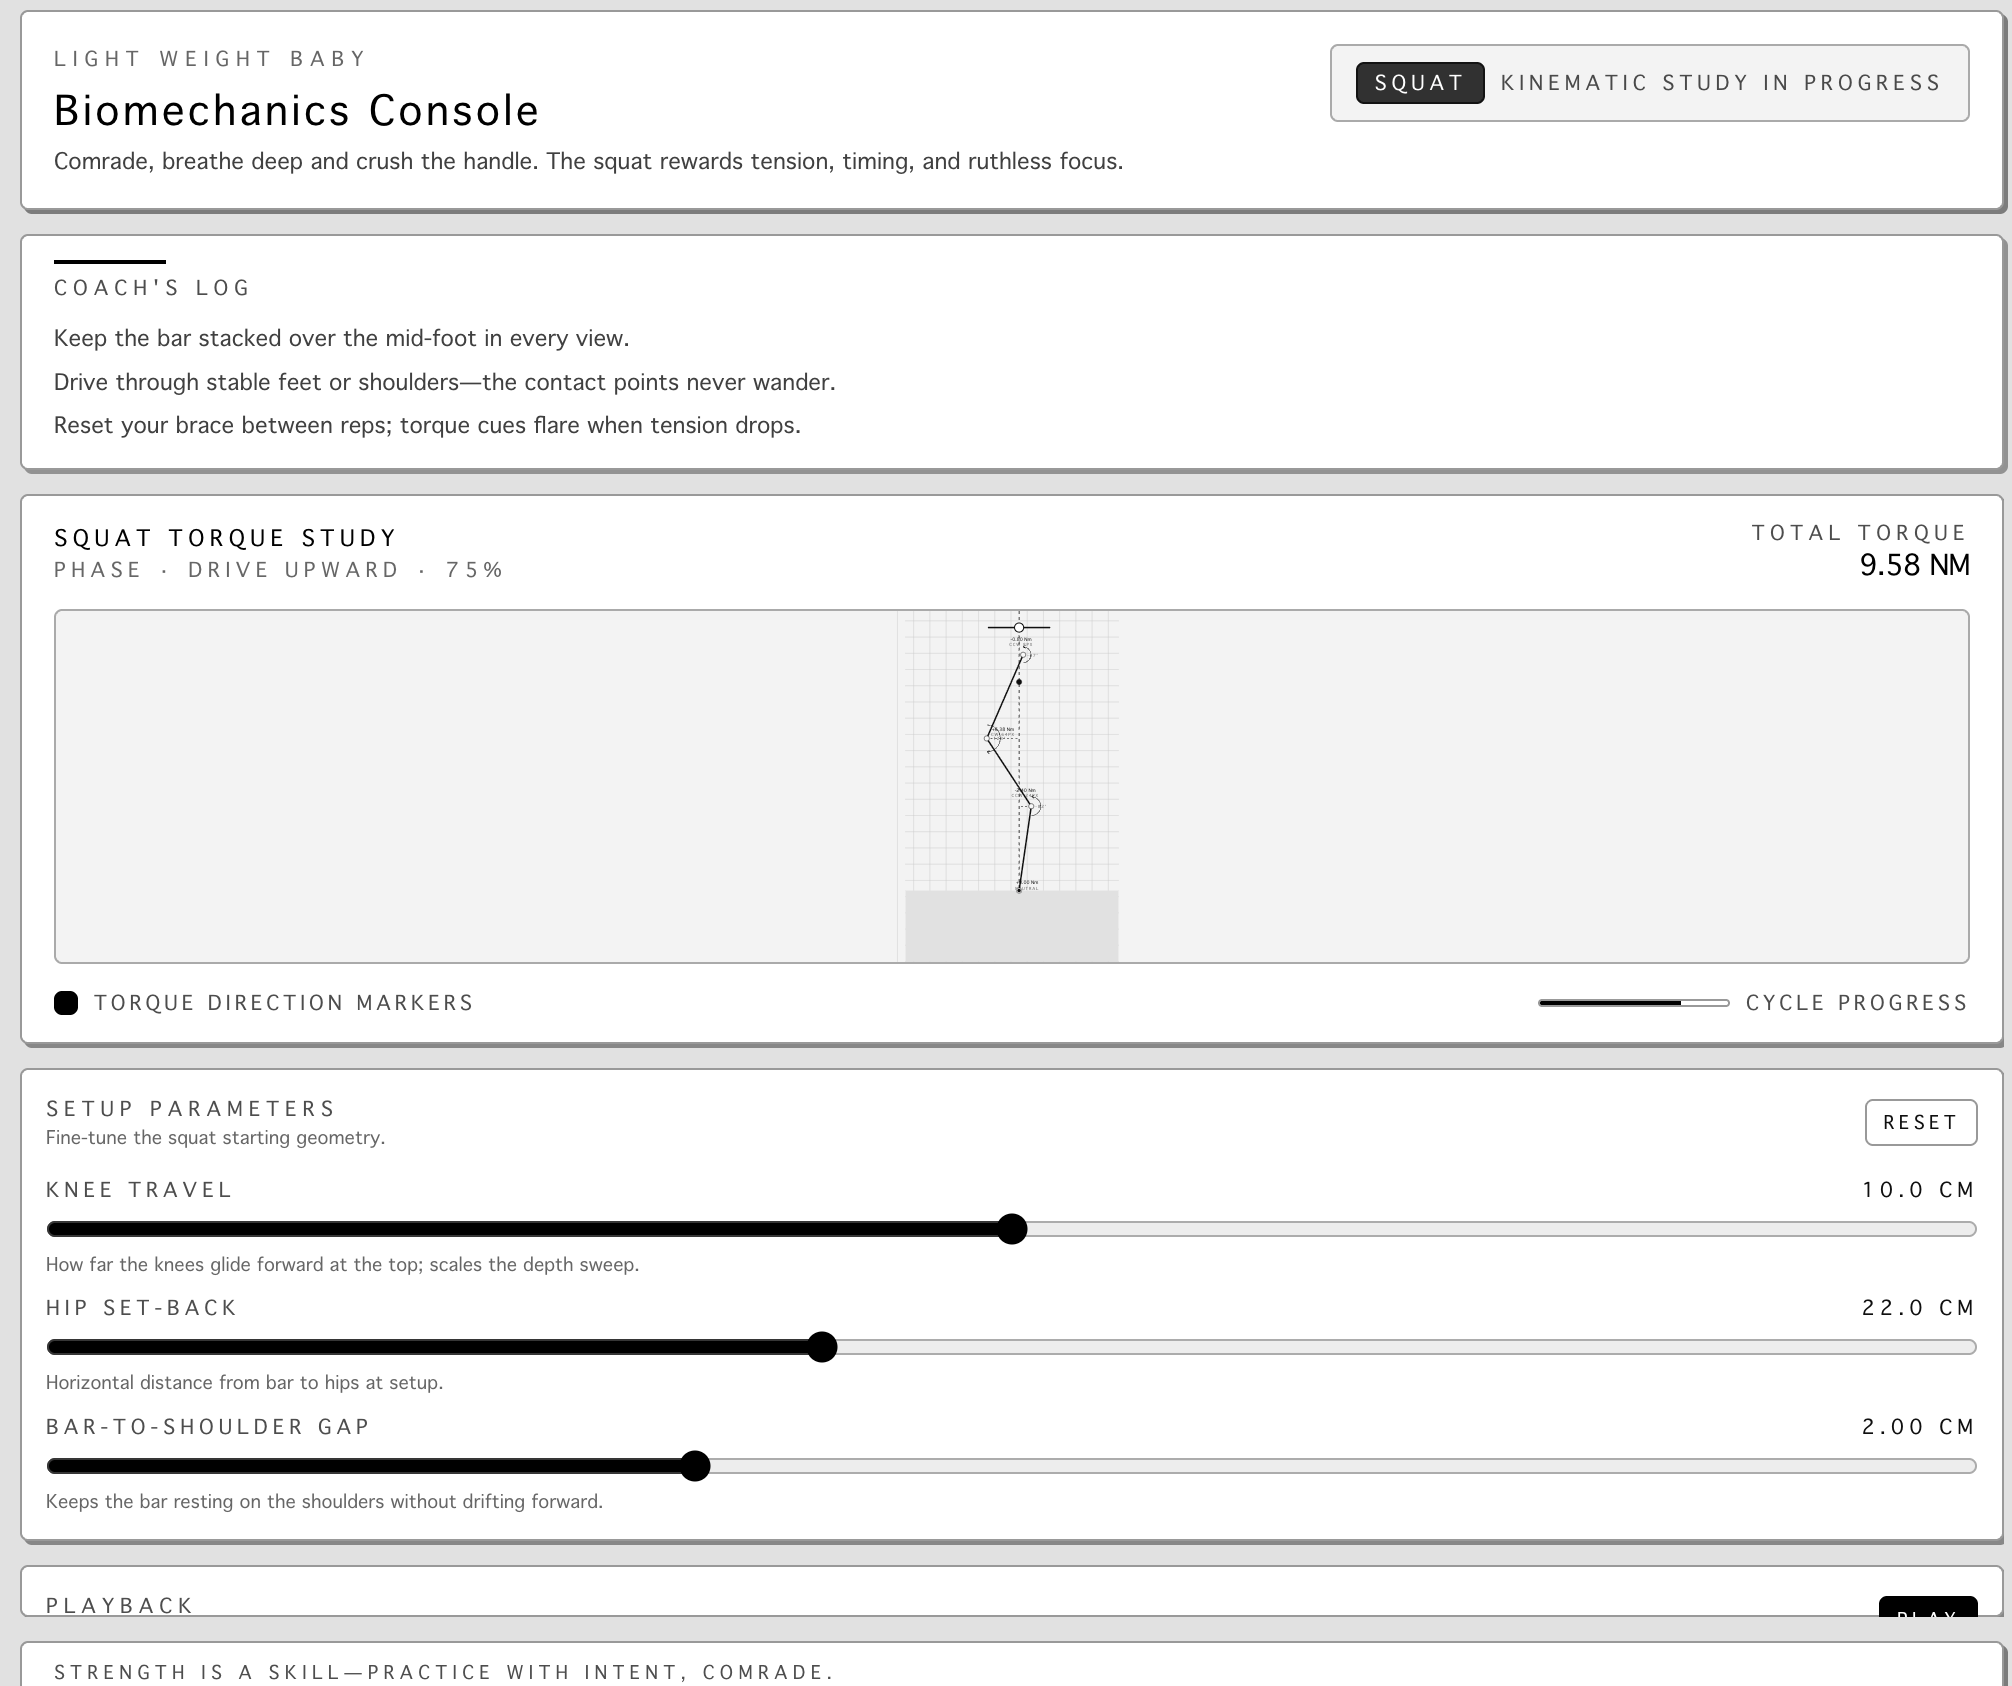 LIGHT WEIGHT BABY
Biomechanics Console
Comrade, breathe deep and crush the handle. The squat rewards tension, timing, and ruthless focus.
SQUAT KINEMATIC STUDY IN PROGRESS
COACH'S LOG
Keep the bar stacked over the mid-foot in every view.
Drive through stable feet or shoulders—the contact points never wander.
Reset your brace between reps; torque cues flare when tension drops.
SQUAT TORQUE STUDY
PHASE · DRIVE UPWARD · 75%
TOTAL TORQUE
9.58 NM
TORQUE DIRECTION MARKERS
CYCLE PROGRESS
SETUP PARAMETERS
Fine-tune the squat starting geometry.
RESET
KNEE TRAVEL
10.0 CM
How far the knees glide forward at the top; scales the depth sweep.
HIP SET-BACK
22.0 CM
Horizontal distance from bar to hips at setup.
BAR-TO-SHOULDER GAP
2.00 CM
Keeps the bar resting on the shoulders without drifting forward.
PLAYBACK
PLAY
STRENGTH IS A SKILL—PRACTICE WITH INTENT, COMRADE.